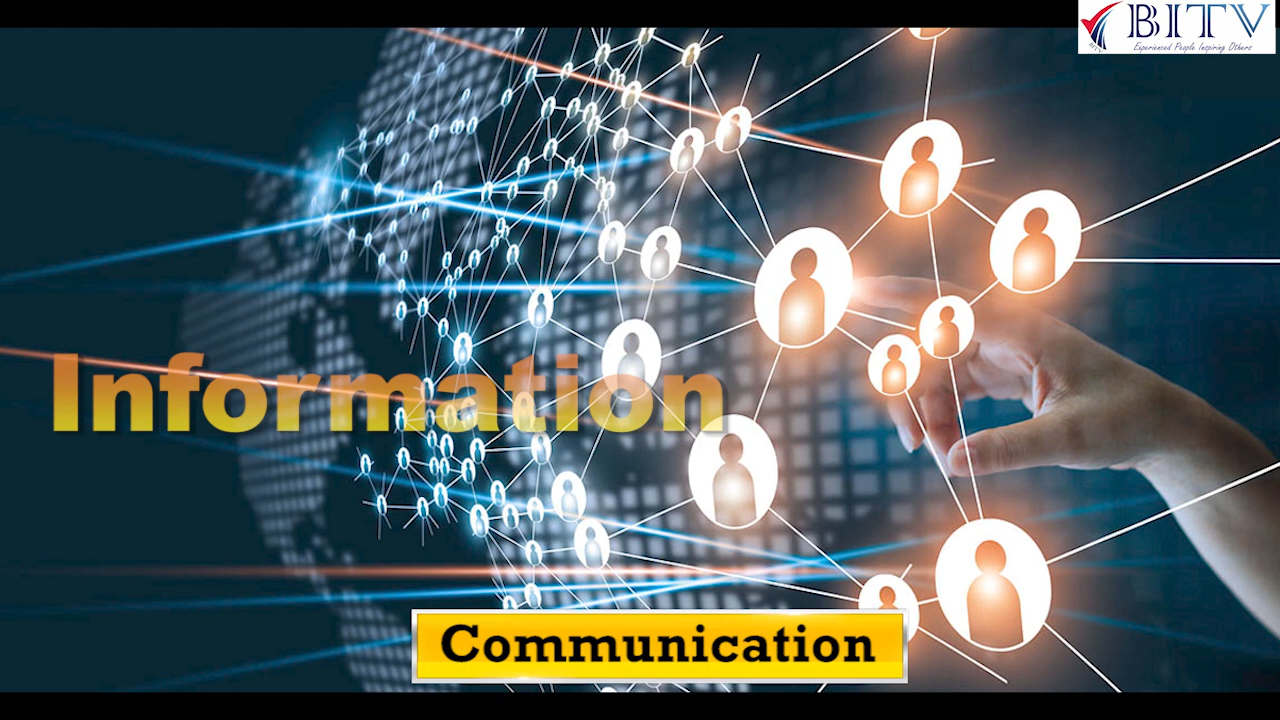 BITV
Experienced People Inspiring Others
Information
Communication